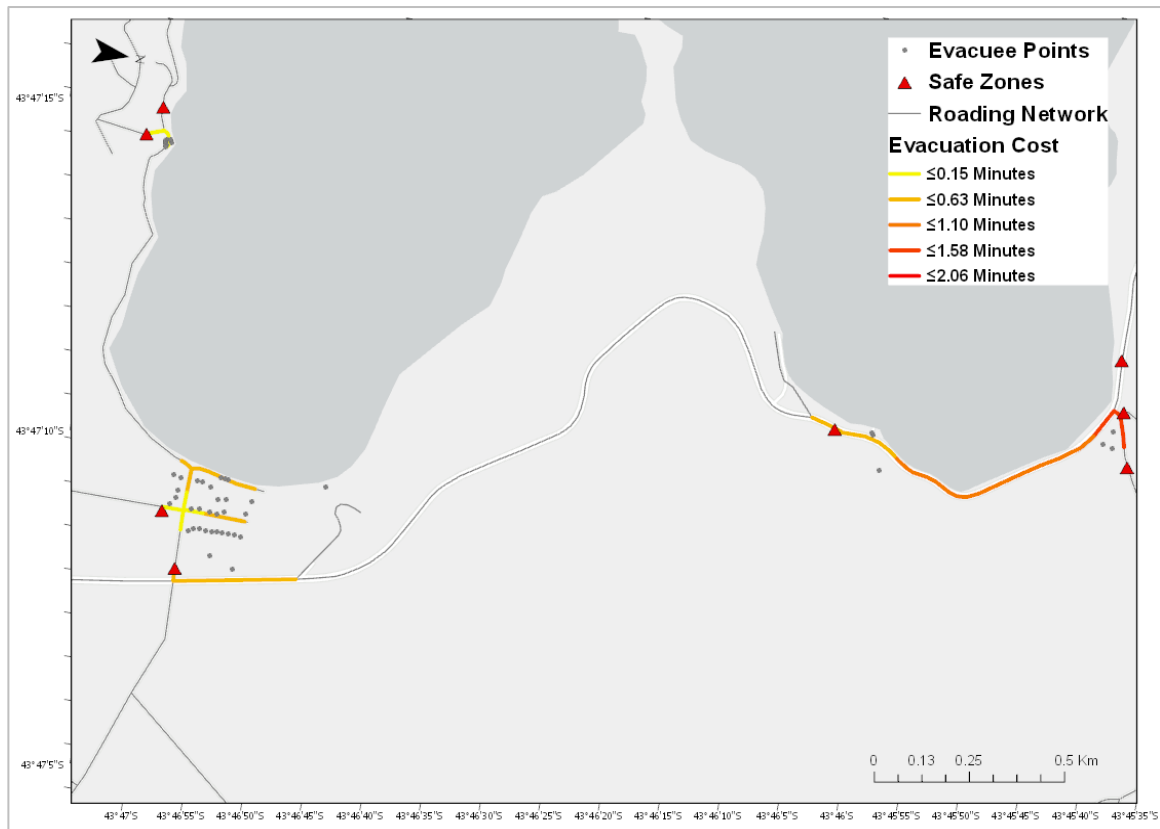 N
Evacuee Points
Safe Zones
Roading Network
Evacuation Cost
≤0.15 Minutes
≤0.63 Minutes
≤1.10 Minutes
≤1.58 Minutes
≤2.06 Minutes
43°47'15"S
43°47'10"S
43°47'5"S
0 0.13 0.25 0.5 Km
43°47'S 43°46'55"S 43°46'50"S 43°46'45"S 43°46'40"S 43°46'35"S 43°46'30"S 43°46'25"S 43°46'20"S 43°46'15"S 43°46'10"S 43°46'5"S 43°46'S 43°45'55"S 43°45'50"S 43°45'45"S 43°45'40"S 43°45'35"S